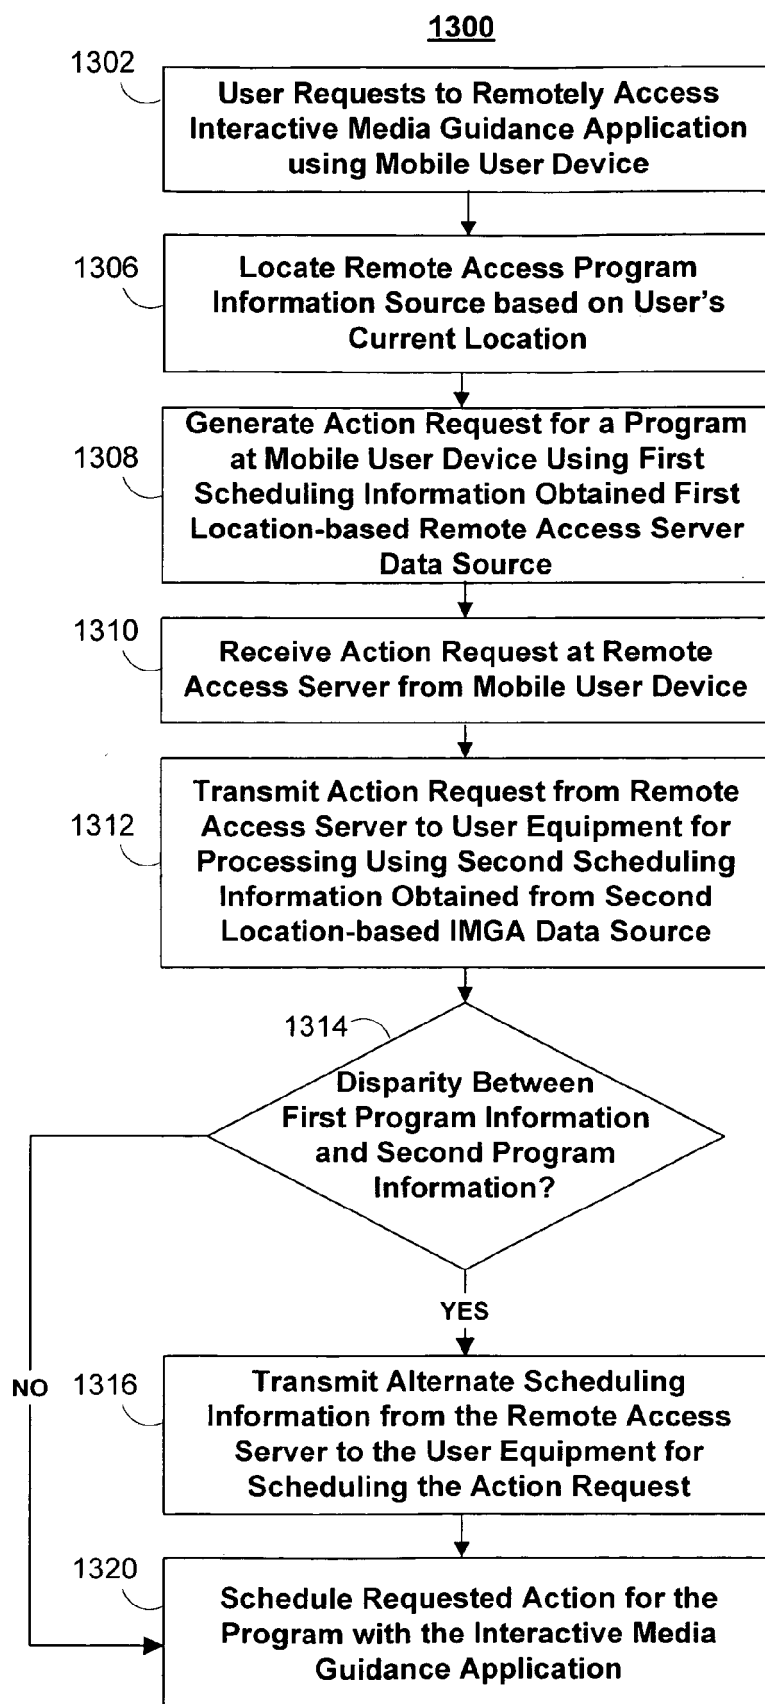 1300
1302
User Requests to Remotely Access
Interactive Media Guidance Application
using Mobile User Device
1306
Locate Remote Access Program
Information Source based on User's
Current Location
1308
Generate Action Request for a Program
at Mobile User Device Using First
Scheduling Information Obtained First
Location-based Remote Access Server
Data Source
1310
Receive Action Request at Remote
Access Server from Mobile User Device
1312
Transmit Action Request from Remote
Access Server to User Equipment for
Processing Using Second Scheduling
Information Obtained from Second
Location-based IMGA Data Source
1314
Disparity Between
First Program Information
and Second Program
Information?
YES
NO
1316
Transmit Alternate Scheduling
Information from the Remote Access
Server to the User Equipment for
Scheduling the Action Request
1320
Schedule Requested Action for the
Program with the Interactive Media
Guidance Application